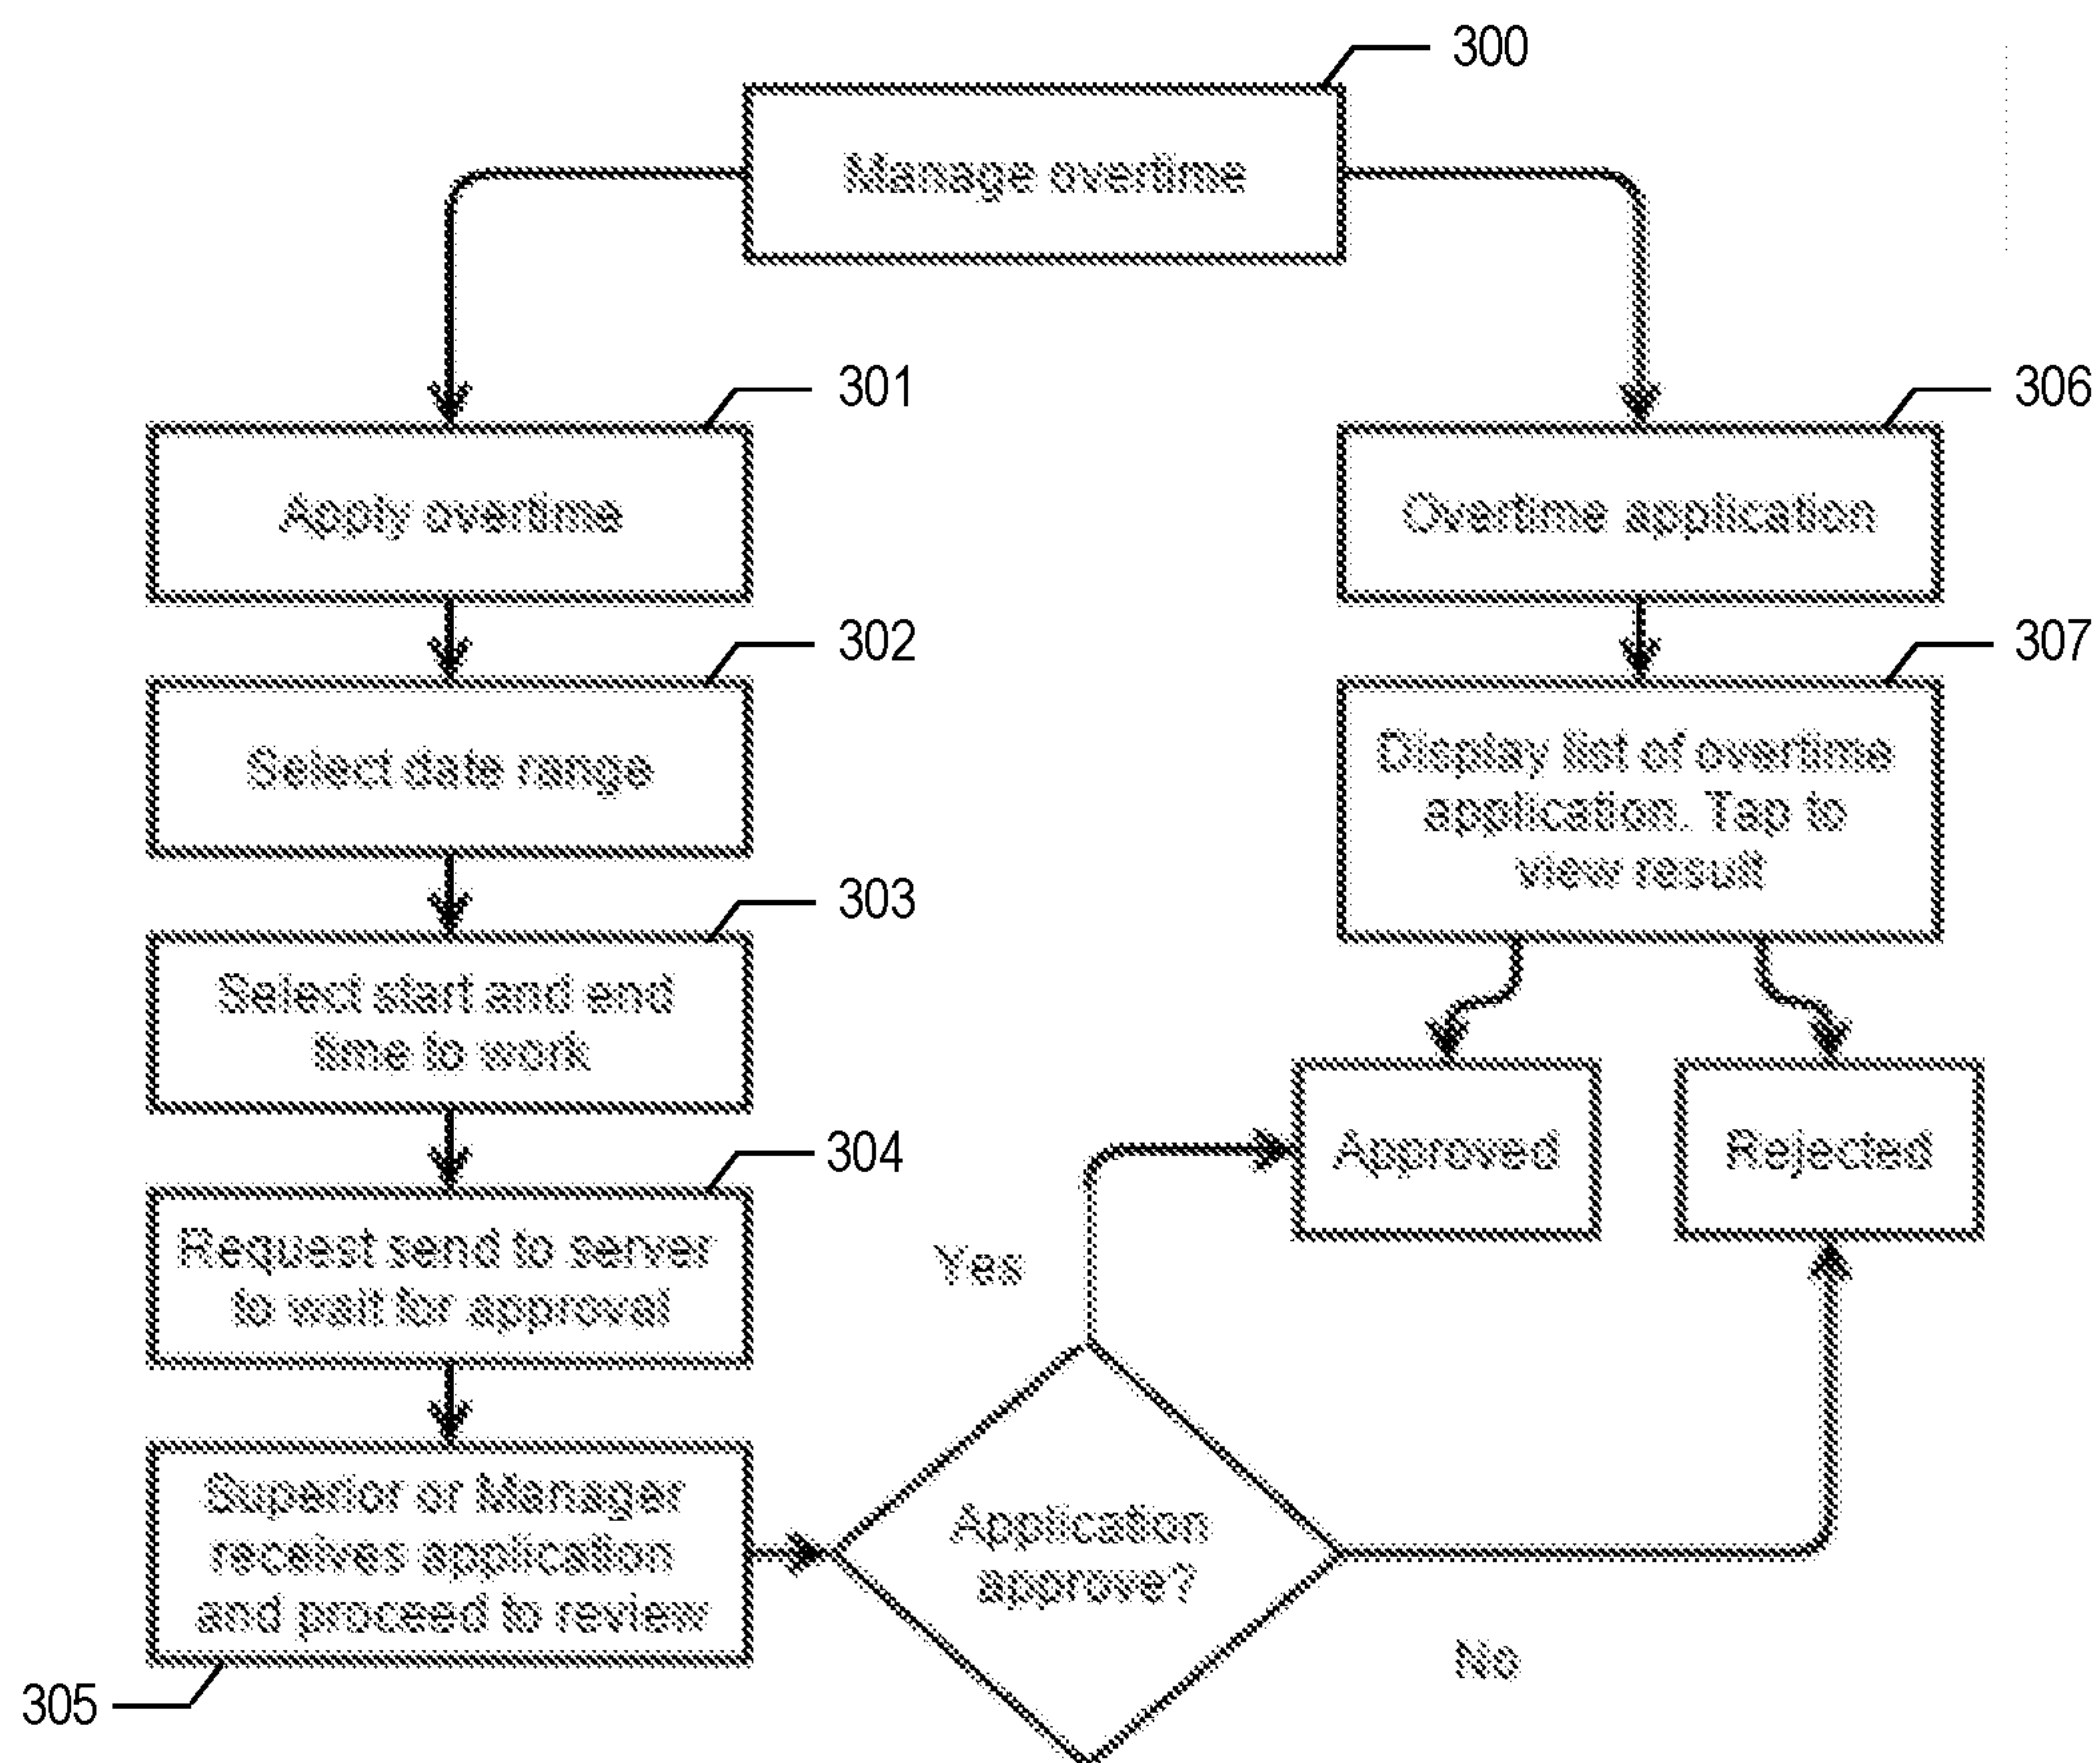 300
Manage overtime
301
Apply overtime
302
Select date range
303
Select start and end
time to work
304
Request send to server
to wait for approval
Superior or Manager
receives application
and proceed to review
305
Application
approve?
Yes
No
306
Overtime application
307
Display list of overtime
application. Tap to
view result
Approved
Rejected